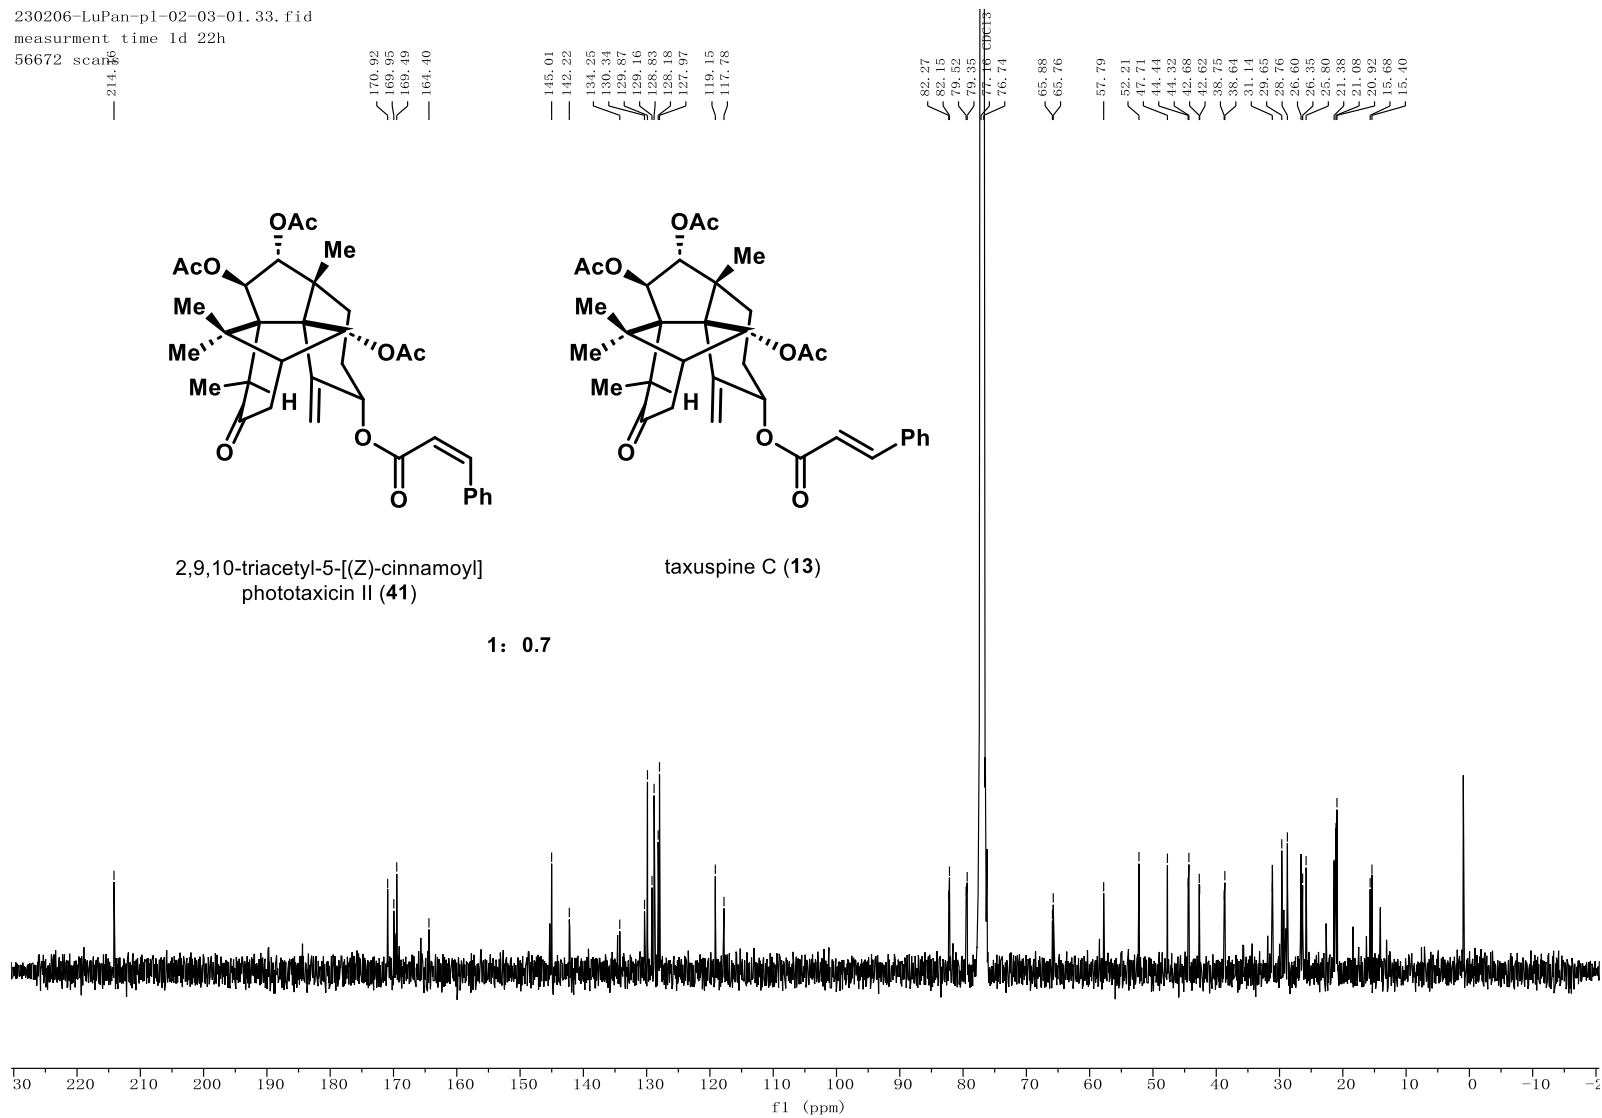 230206-LuPan-pl-02-03-01.33.fid
measurment time 1d 22h
56672 scans
170.92
169.95
169.49
164.40
145.01
142.22
134.25
130.34
129.87
129.16
128.83
128.18
127.97
119.15
117.78
82.27
82.15
79.52
79.35
77.16 CDCl3
76.74
65.88
65.76
57.79
52.21
47.71
44.44
44.32
42.68
42.62
38.75
38.64
31.14
29.65
28.76
26.60
26.35
25.80
21.38
21.08
20.92
15.68
15.40
OAc
AcO
Me
Me
Me
OAc
Me
H
O
O
O
Ph
OAc
AcO
Me
Me
Me
OAc
Me
H
O
O
O
Ph
2,9,10-triacetyl-5-[(Z)-cinnamoyl]
phototaxicin II (41)
taxuspine C (13)
1: 0.7
30 220 210 200 190 180 170 160 150 140 130 120 110 100 90 80 70 60 50 40 30 20 10 0 -10 -2
f1 (ppm)